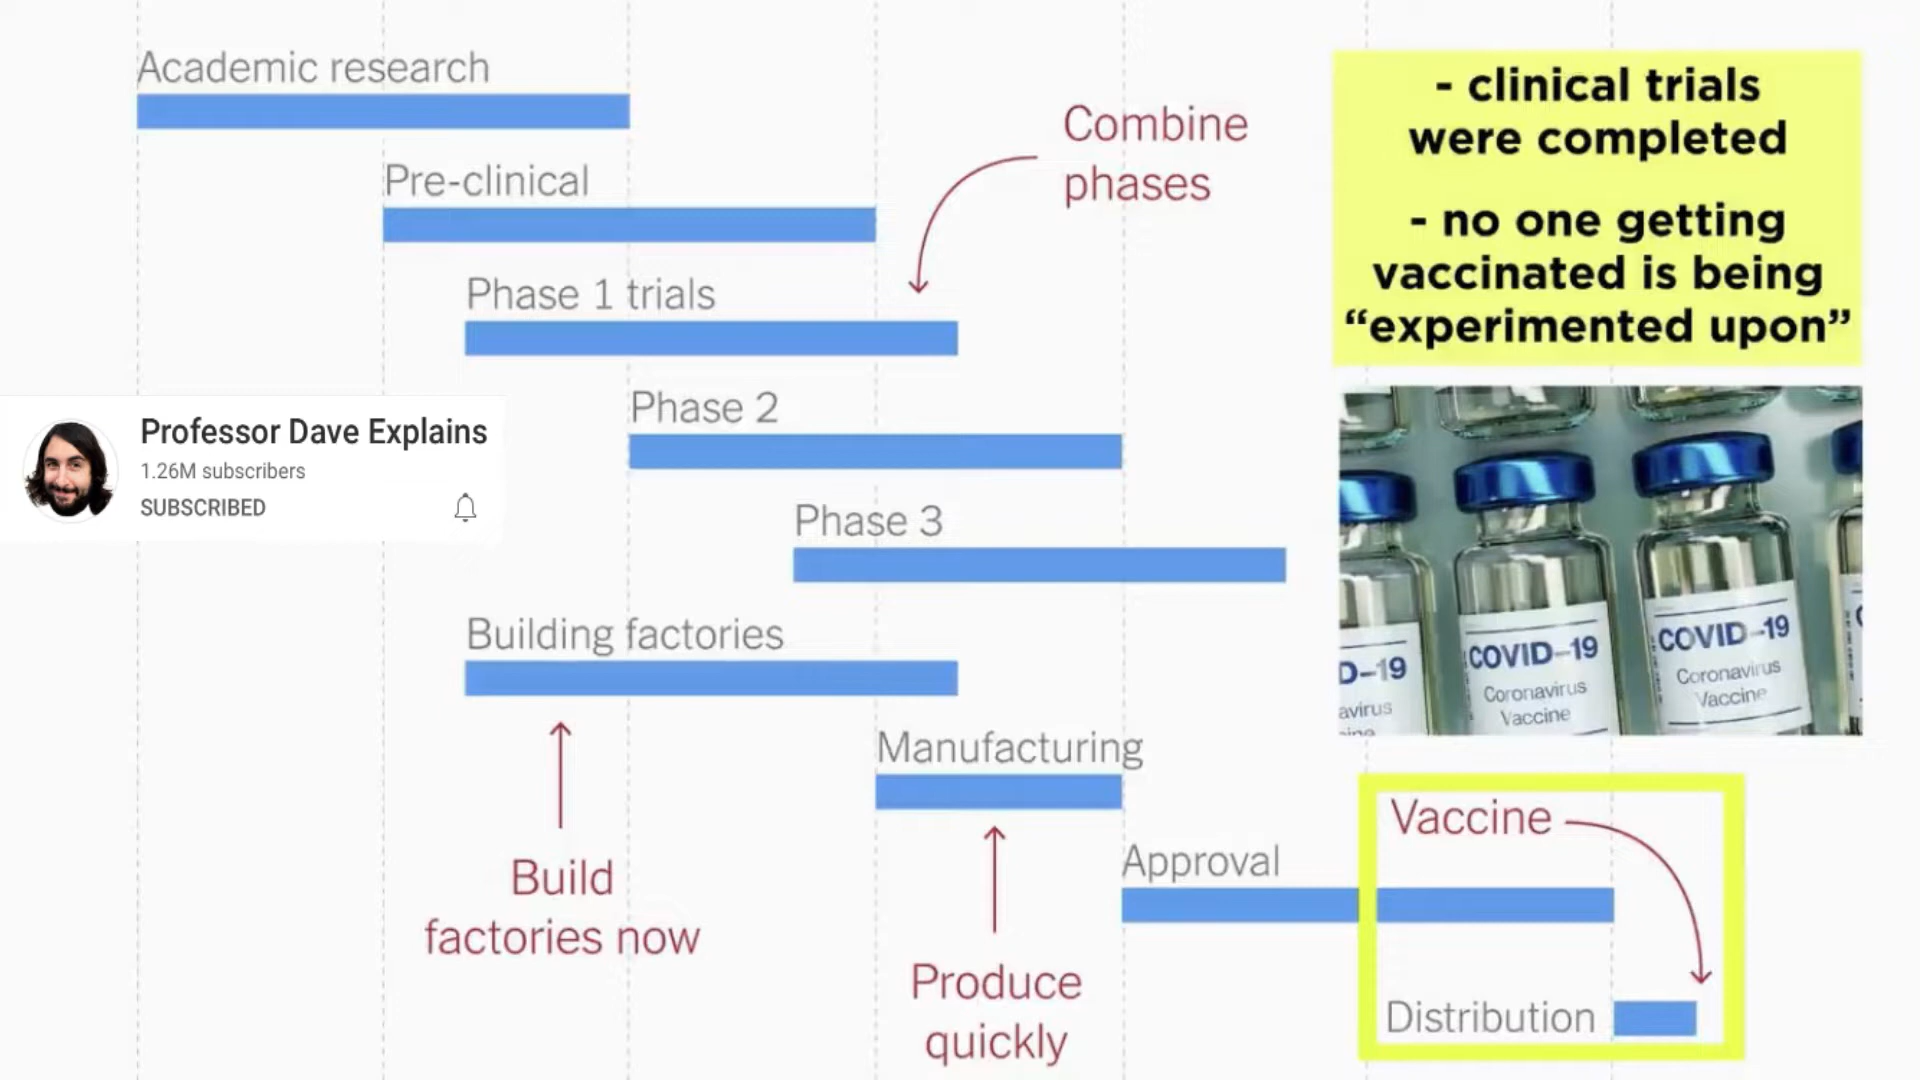 Academic research
Pre-clinical
Phase 1 trials
Phase 2
Phase 3
Building factories
Manufacturing
Approval
Distribution
Combine
phases
Build
factories now
Produce
quickly
Vaccine
- clinical trials
were completed
- no one getting
vaccinated is being
“experimented upon”
Professor Dave Explains
1.26M subscribers
SUBSCRIBED
D-19
avirus
COVID-19
Coronavirus
Vaccine
COVID-19
Coronavirus
Vaccine